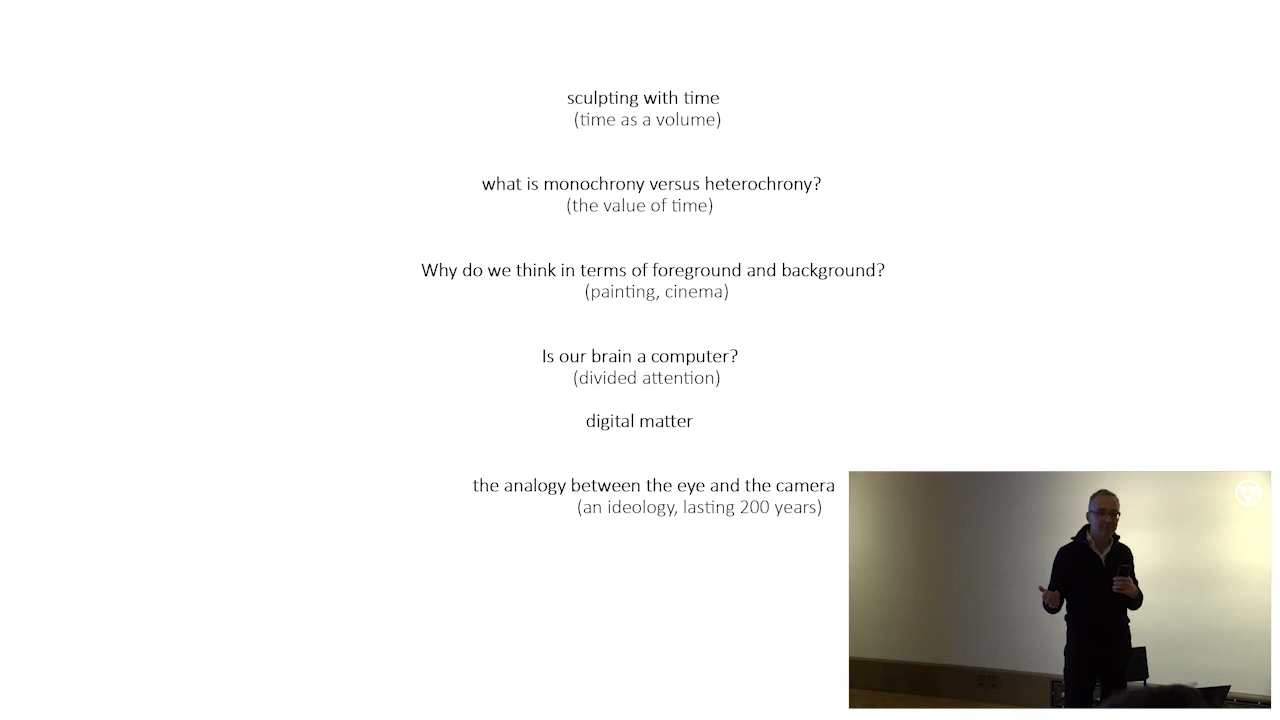 sculpting with time
(time as a volume)
what is monochrony versus heterochrony?
(the value of time)
Why do we think in terms of foreground and background?
(painting, cinema)
Is our brain a computer?
(divided attention)
digital matter
the analogy between the eye and the camera
(an ideology, lasting 200 years)